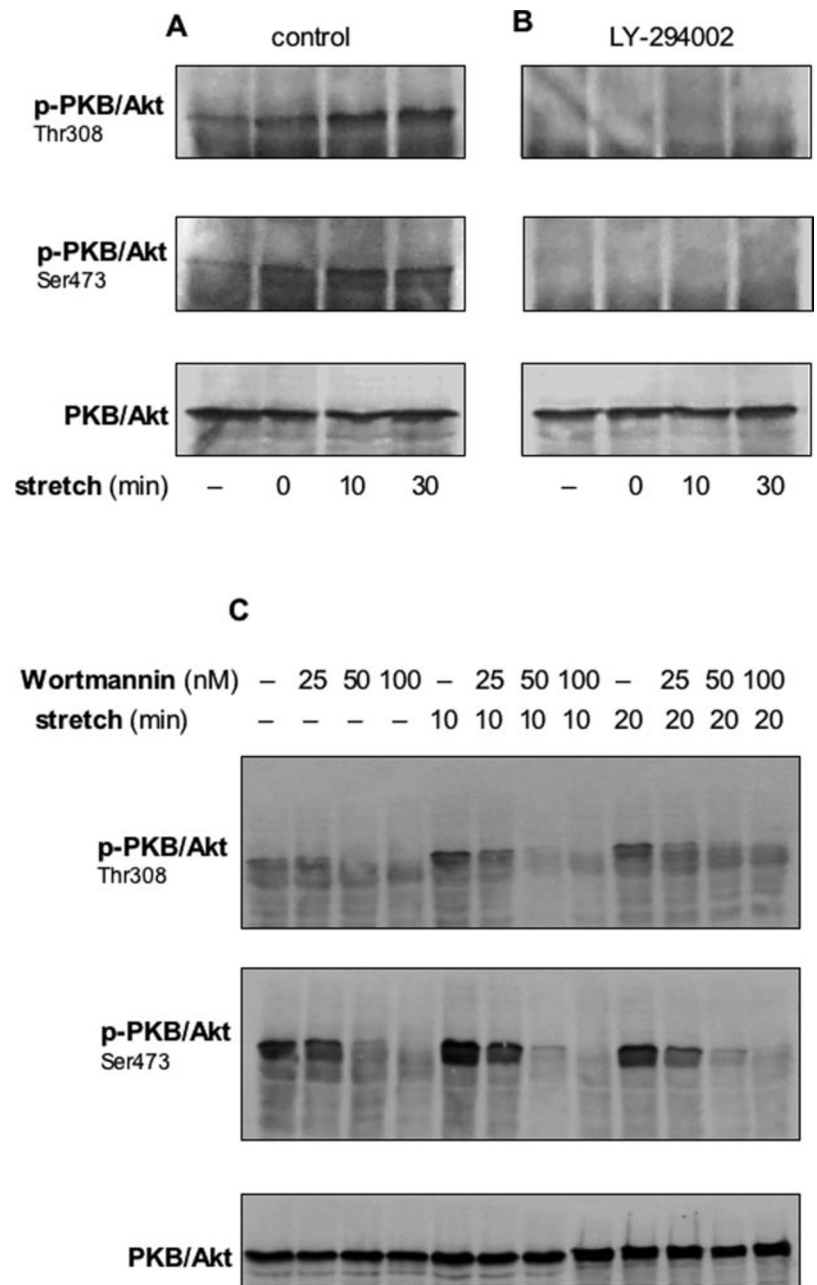 A
control
B
LY-294002
p-PKB/Akt
Thr308
p-PKB/Akt
Ser473
PKB/Akt
stretch (min) – 0 10 30
– 0 10 30
C
Wortmannin (nM) – 25 50 100 – 25 50 100 – 25 50 100
stretch (min) – – – – 10 10 10 10 20 20 20 20
p-PKB/Akt
Thr308
p-PKB/Akt
Ser473
PKB/Akt